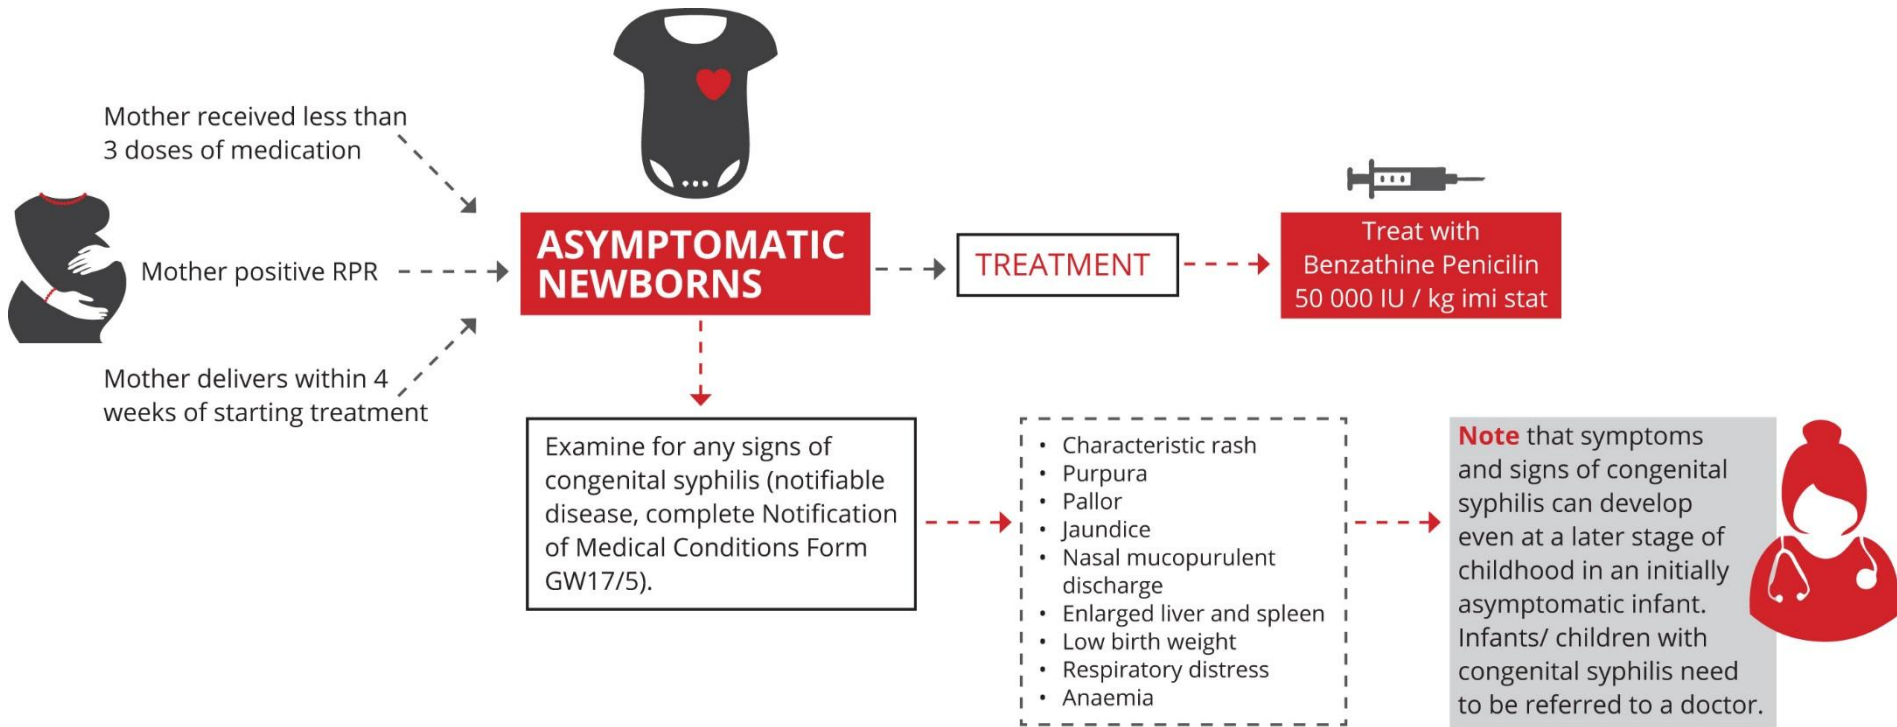 Mother received less than
3 doses of medication
Mother positive RPR
Mother delivers within 4
weeks of starting treatment
ASYMPTOMATIC
NEWBORNS
TREATMENT
Treat with
Benzathine Penicilin
50 000 IU / kg imi stat
Examine for any signs of
congenital syphilis (notifiable
disease, complete Notification
of Medical Conditions Form
GW17/5).
• Characteristic rash
• Purpura
• Pallor
• Jaundice
• Nasal mucopurulent
discharge
• Enlarged liver and spleen
• Low birth weight
• Respiratory distress
• Anaemia
Note that symptoms
and signs of congenital
syphilis can develop
even at a later stage of
childhood in an initially
asymptomatic infant.
Infants/ children with
congenital syphilis need
to be referred to a doctor.